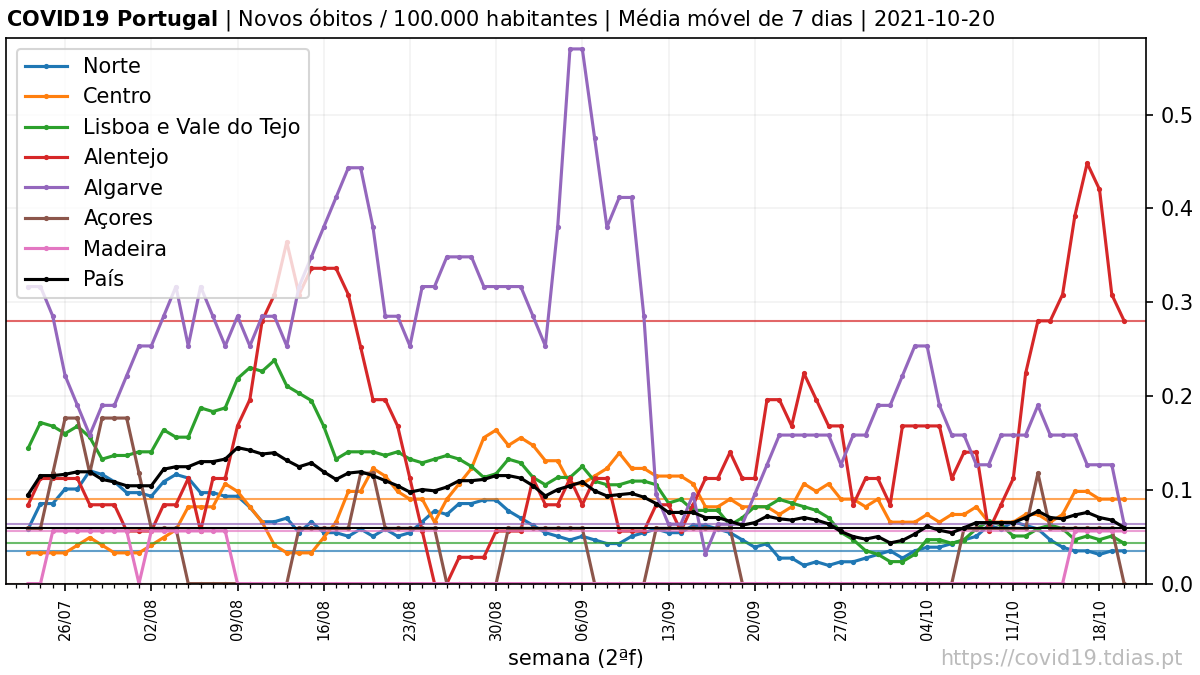 COVID19 Portugal | Novos óbitos / 100.000 habitantes | Média móvel de 7 dias | 2021-10-20
Norte
Centro
Lisboa e Vale do Tejo
Alentejo
Algarve
Açores
Madeira
País
0.5
0.4
0.3
0.2
0.1
0.0
26/07
02/08
09/08
16/08
23/08
30/08
06/09
13/09
20/09
27/09
04/10
11/10
18/10
semana (2ªf)
https://covid19.tdias.pt